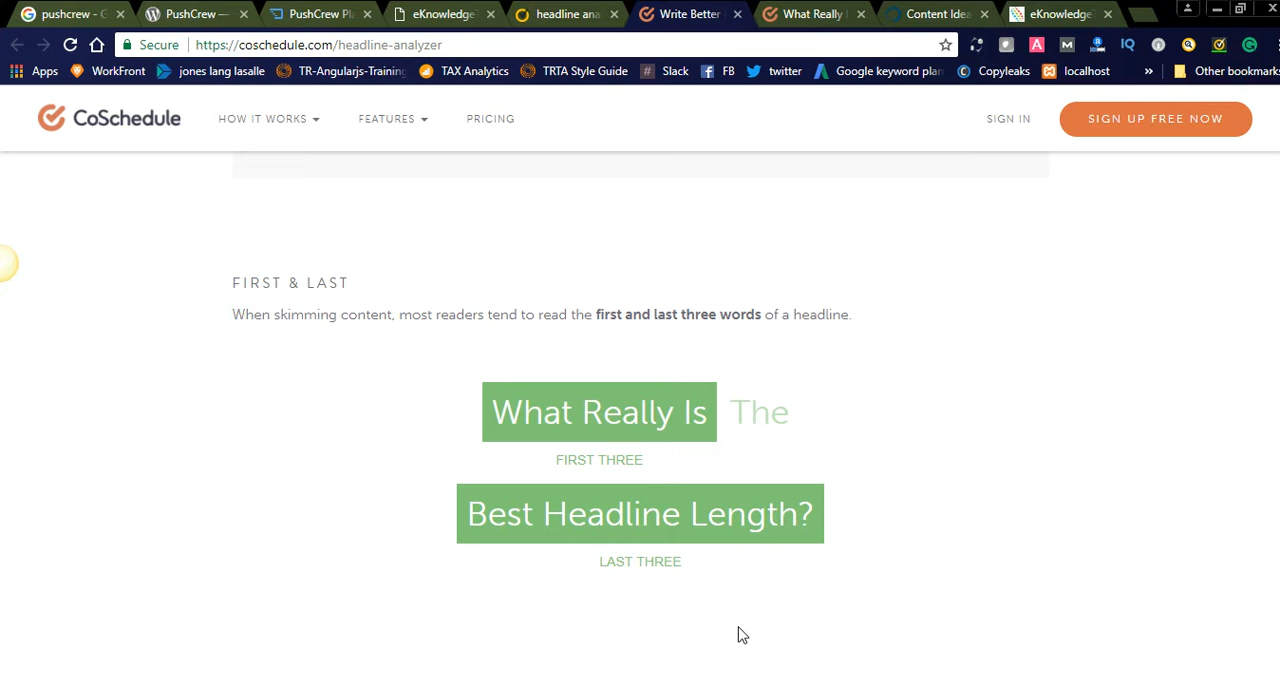 pushcrew - G
PushCrew —
PushCrew Pl
eKnowledge
headline ana
Write Better
What Really
Content Idea
eKnowledge
Secure
https://coschedule.com/headline-analyzer
Apps
WorkFront
jones lang lasalle
TR-Angularjs-Training
TAX Analytics
TRTA Style Guide
Slack
FB
twitter
Google keyword plan
Copyleaks
localhost
»
Other bookmarks
CoSchedule
HOW IT WORKS
FEATURES
PRICING
SIGN IN
SIGN UP FREE NOW
FIRST & LAST
When skimming content, most readers tend to read the first and last three words of a headline.
What Really Is The
FIRST THREE
Best Headline Length?
LAST THREE